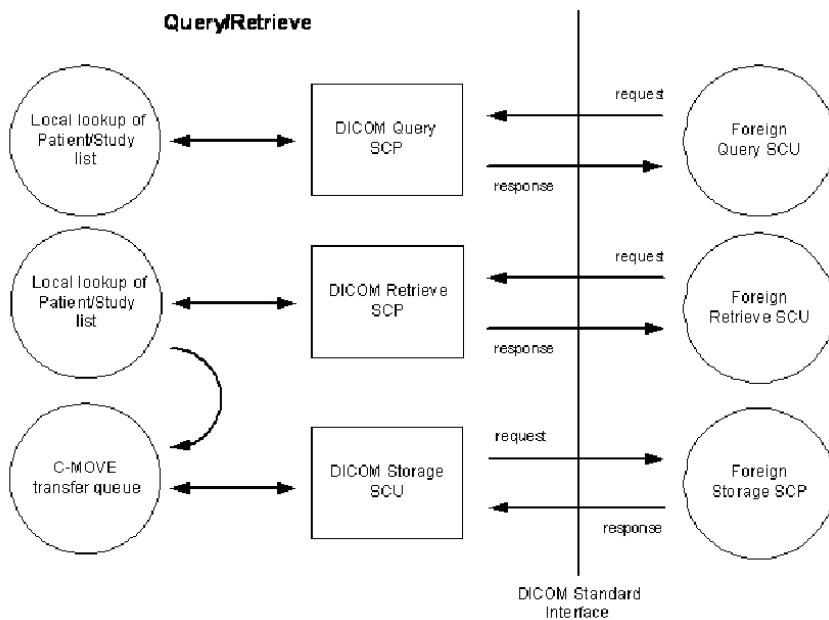 Query/Retrieve
Local lookup of
Patient/Study
list
DICOM Query
SCP
request
response
Foreign
Query SCU
Local lookup of
Patient/Study
list
DICOM Retrieve
SCP
request
response
Foreign
Retrieve SCU
C-MOVE
transfer queue
DICOM Storage
SCU
request
response
Foreign
Storage SCP
DICOM Standard
Interface